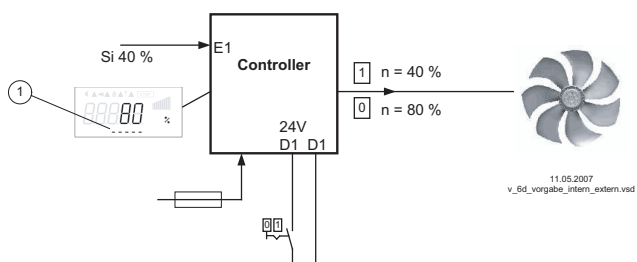 Si 40 %
E1
Controller
1 n = 40 %
0 n = 80 %
1
80
%
24V
D1 D1
0 1
11.05.2007
v_6d_vorgabe_intern_extern.vsd